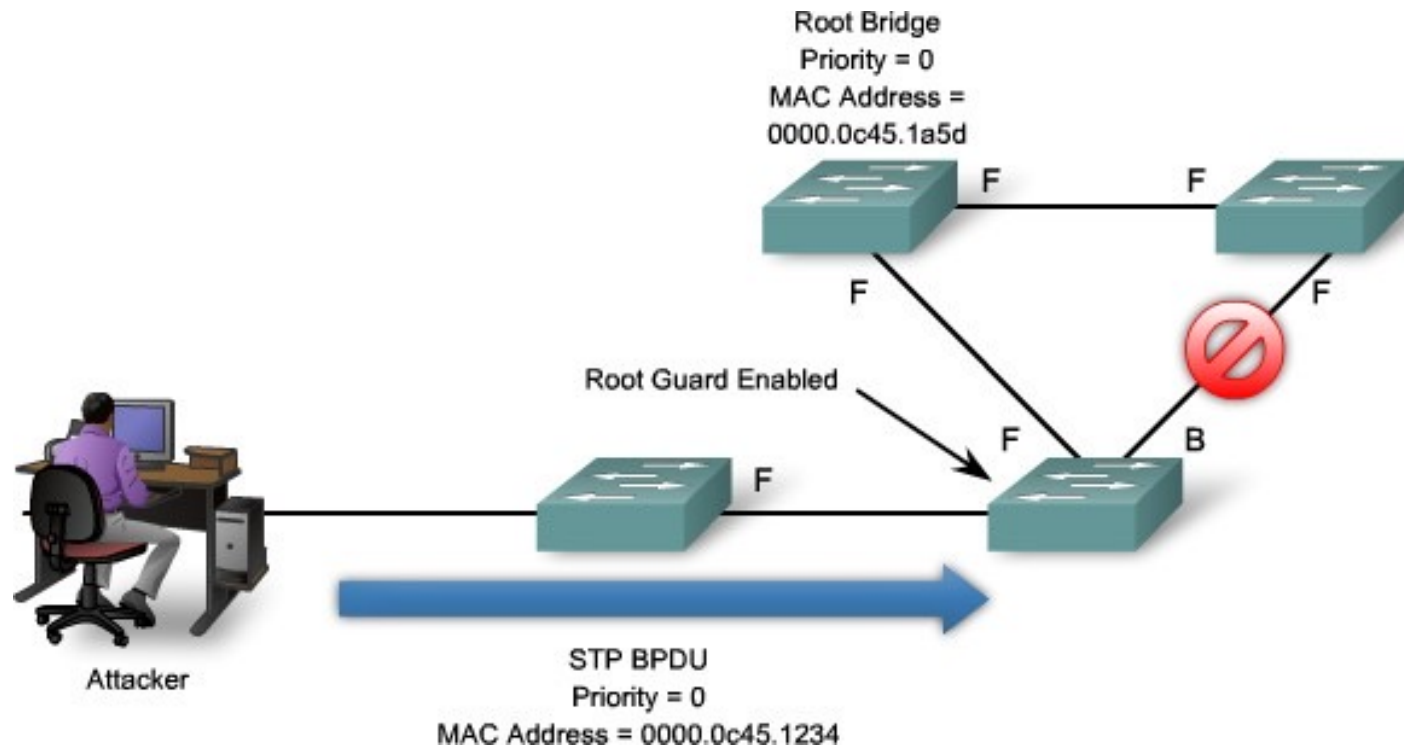 Root Bridge
Priority = 0
MAC Address =
0000.0c45.1a5d
F
F
F
F
Root Guard Enabled
F
B
F
Attacker
STP BPDU
Priority = 0
MAC Address = 0000.0c45.1234